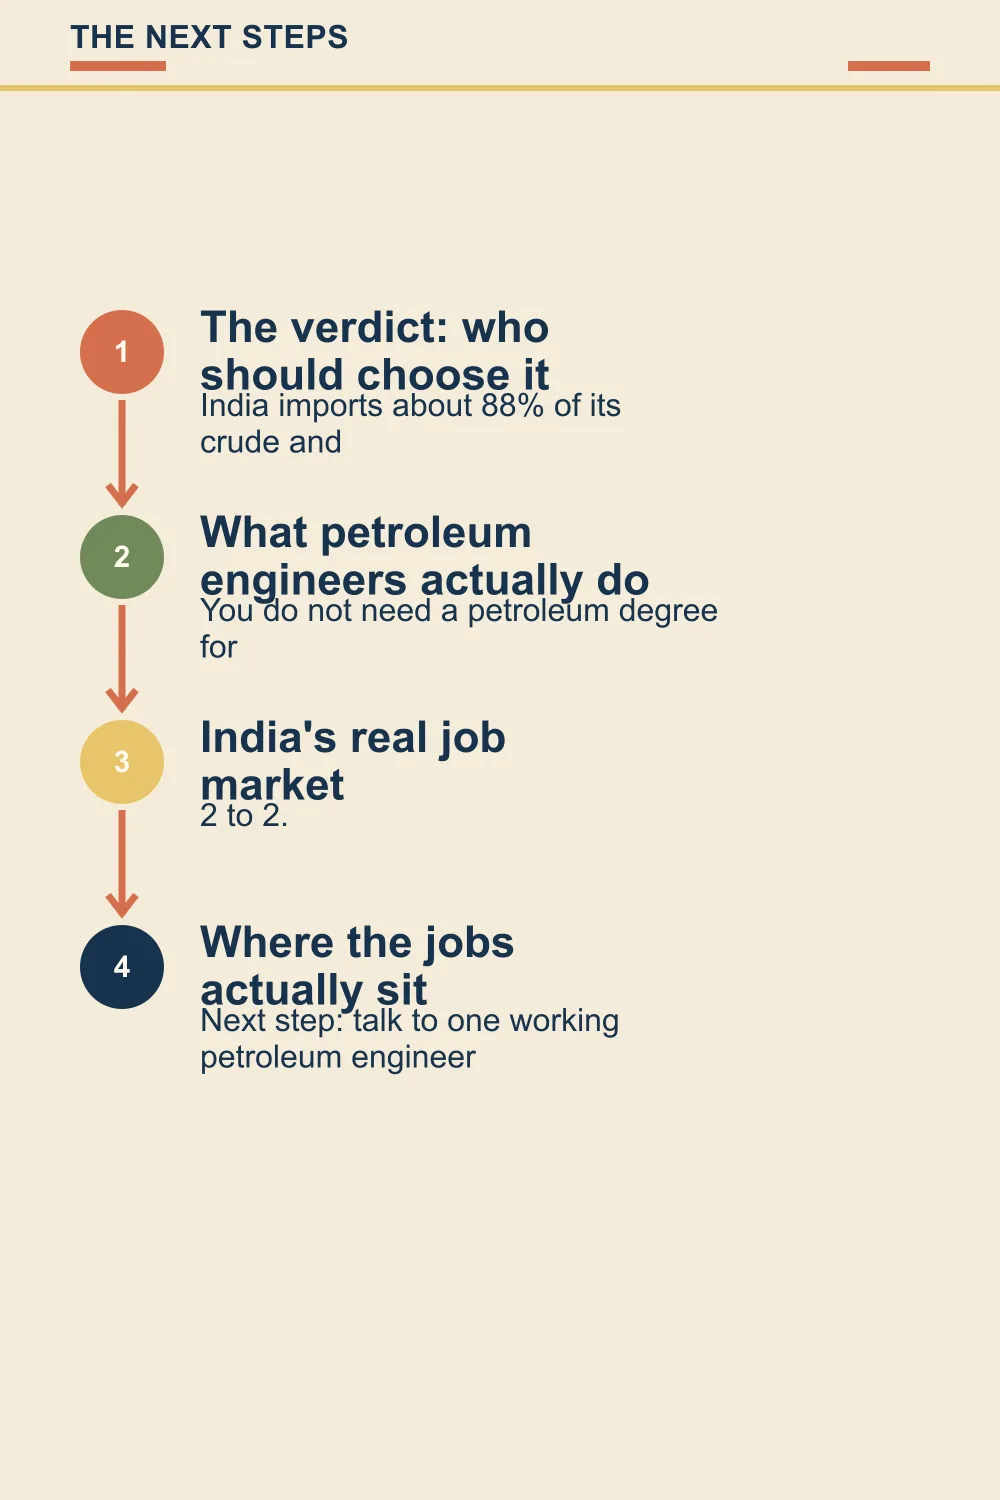 THE NEXT STEPS
1
The verdict: who
should choose it
India imports about 88% of its
crude and
2
What petroleum
engineers actually do
You do not need a petroleum degree
for
3
India's real job
market
2 to 2.
4
Where the jobs
actually sit
Next step: talk to one working
petroleum engineer